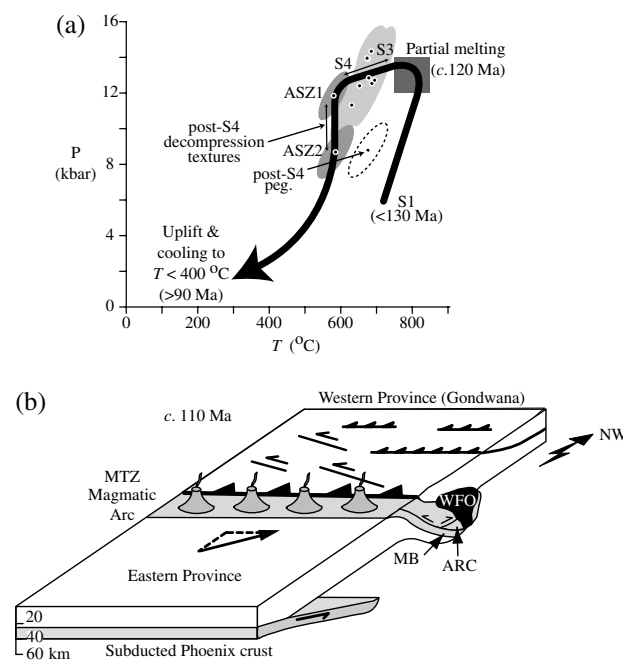 (a)
16
12
8
4
0
P
(kbar)
S4
S3
Partial melting
(c.120 Ma)
ASZ1
post-S4
decompression
textures
ASZ2
post-S4
peg.
S1
(<130 Ma)
Uplift &
cooling to
T < 400 °C
(>90 Ma)
0
200
400
600
800
T (°C)
(b)
c. 110 Ma
Western Province (Gondwana)
NW
MTZ
Magmatic
Arc
WFO
MB
ARC
Eastern Province
20
40
60 km
Subducted Phoenix crust